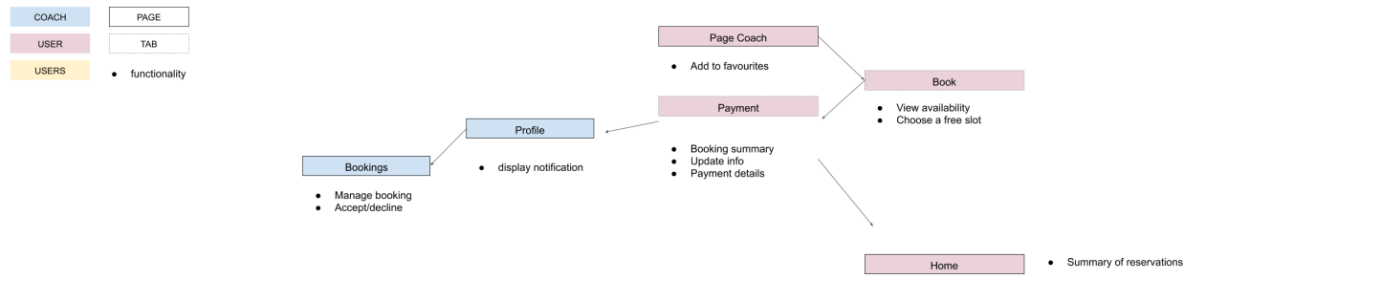 COACH
PAGE
USER
TAB
USERS
● functionality
Page Coach
● Add to favourites
Book
● View availability
● Choose a free slot
Payment
● Booking summary
● Update info
● Payment details
Profile
● display notification
Bookings
● Manage booking
● Accept/decline
Home
● Summary of reservations